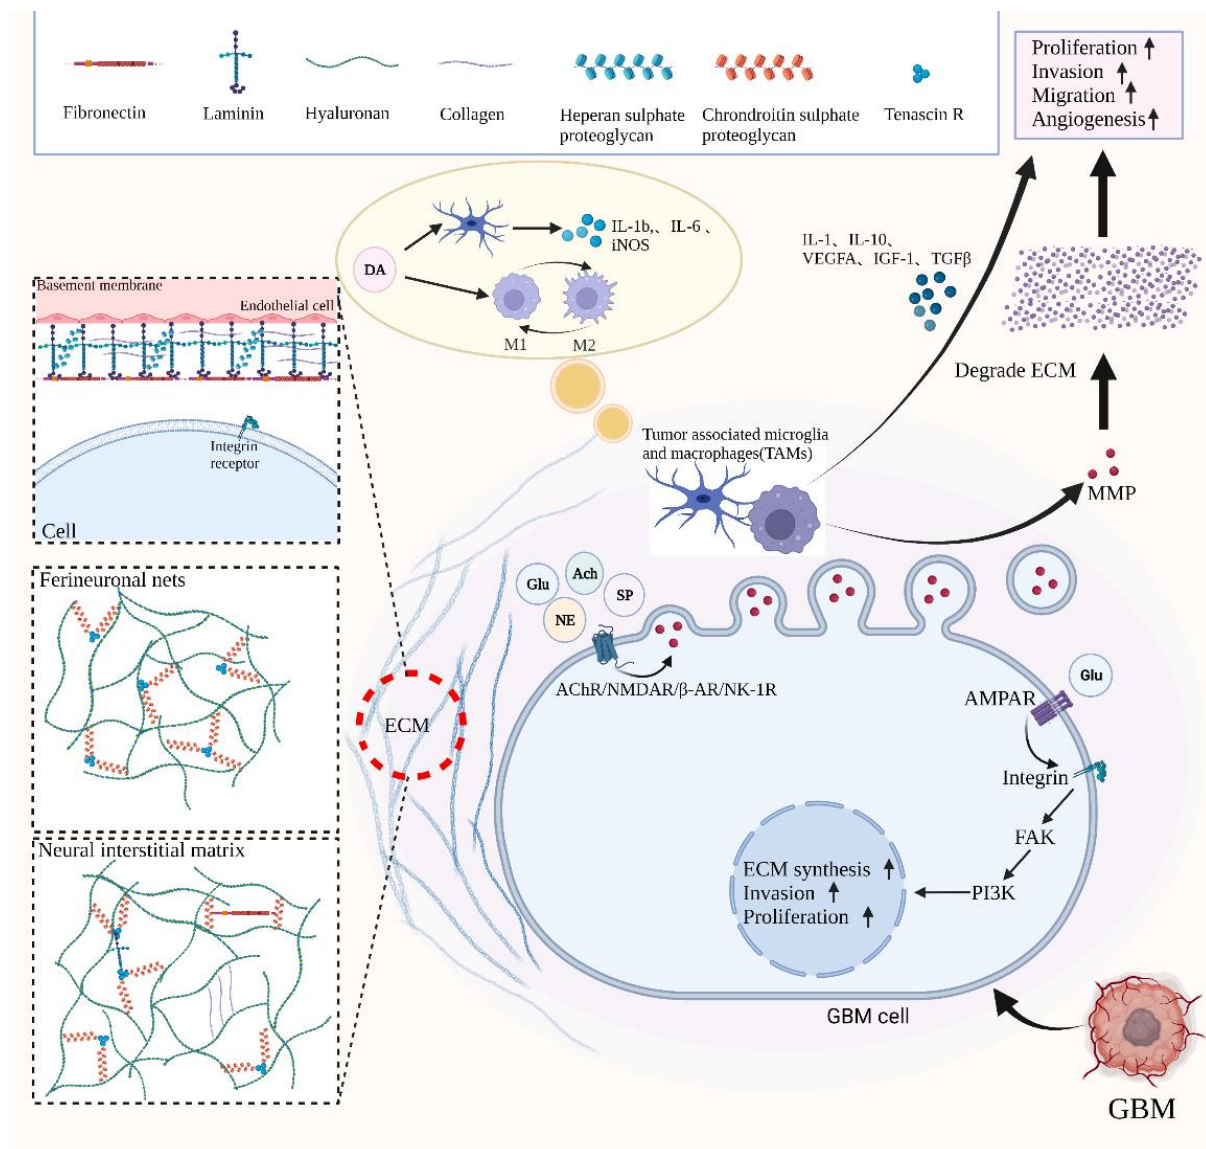 Fibronectin
Laminin
Hyaluronan
Collagen
Heperan sulphate
proteoglycan
Chrondroitin sulphate
proteoglycan
Tenascin R
Proliferation
Invasion
Migration
Angiogenesis
DA
IL-1b,、IL-6、
iNOS
M1
M2
IL-1、IL-10、
VEGFA、IGF-1、TGFβ
Degrade ECM
MMP
Tumor associated microglia
and macrophages(TAMs)
Basement membrane
Endothelial cell
Integrin
receptor
Cell
Ferineuronal nets
Neural interstitial matrix
ECM
Glu
Ach
SP
NE
AChR/NMDAR/β-AR/NK-1R
Glu
AMPAR
Integrin
FAK
PI3K
ECM synthesis
Invasion
Proliferation
GBM cell
GBM